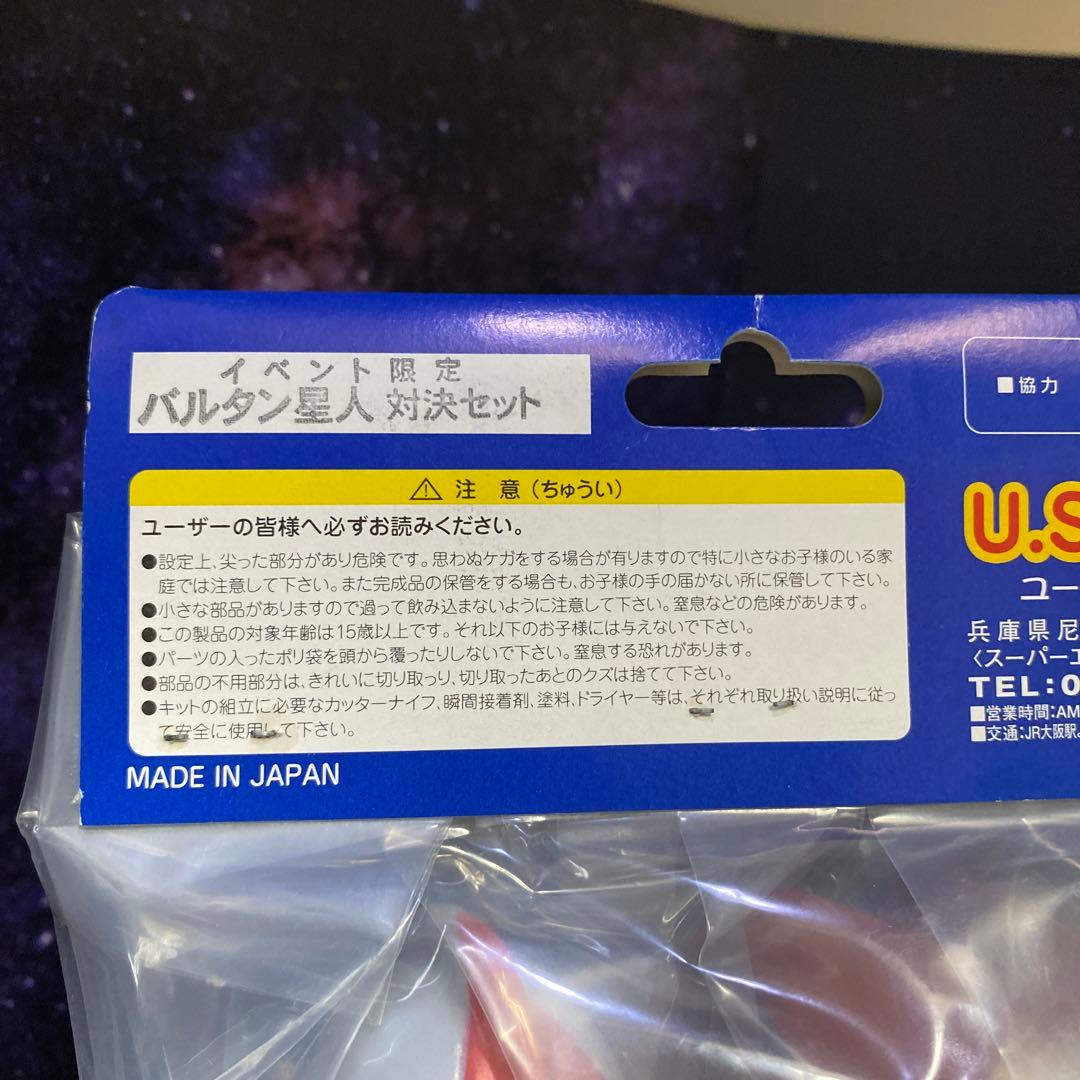 イベント限定
バルタン星人 対決セット
⚠ 注 意（ちゅうい）
ユーザーの皆様へ必ずお読みください。
●設定上、尖った部分があり危険です。思わぬケガをする場合が有りますので特に小さなお子様のいる家
庭では注意して下さい。また完成品の保管をする場合も、お子様の手の届かない所に保管して下さい。
●小さな部品がありますので過って飲み込まないように注意して下さい。窒息などの危険があります。
●この製品の対象年齢は15歳以上です。それ以下のお子様には与えないで下さい。
●パーツの入ったポリ袋を頭から覆ったりしないで下さい。窒息する恐れがあります。
●部品の不用部分は、きれいに切り取っり、切り取ったあとのクズは捨てて下さい。
●キットの組立に必要なカッターナイフ、瞬間接着剤、塗料、ドライヤー等は、それぞれ取り扱い説明に従っ
て安全に使用して下さい。
MADE IN JAPAN
■協力
U.S
ユー
兵庫県尼
〈スーパーエ
TEL:0
■営業時間:AM
■交通:JR大阪駅